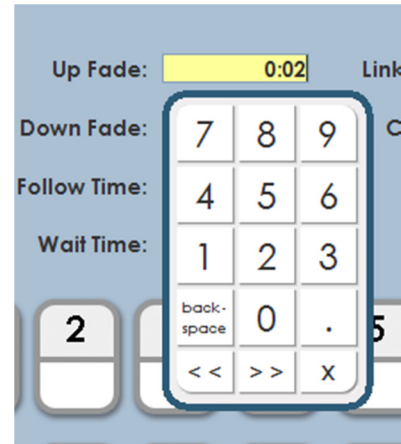 Up Fade: 0:02 Link
Down Fade: C
7 8 9
Follow Time:
4 5 6
Wait Time:
1 2 3
back-
space 0 .
2 5
<< >> x